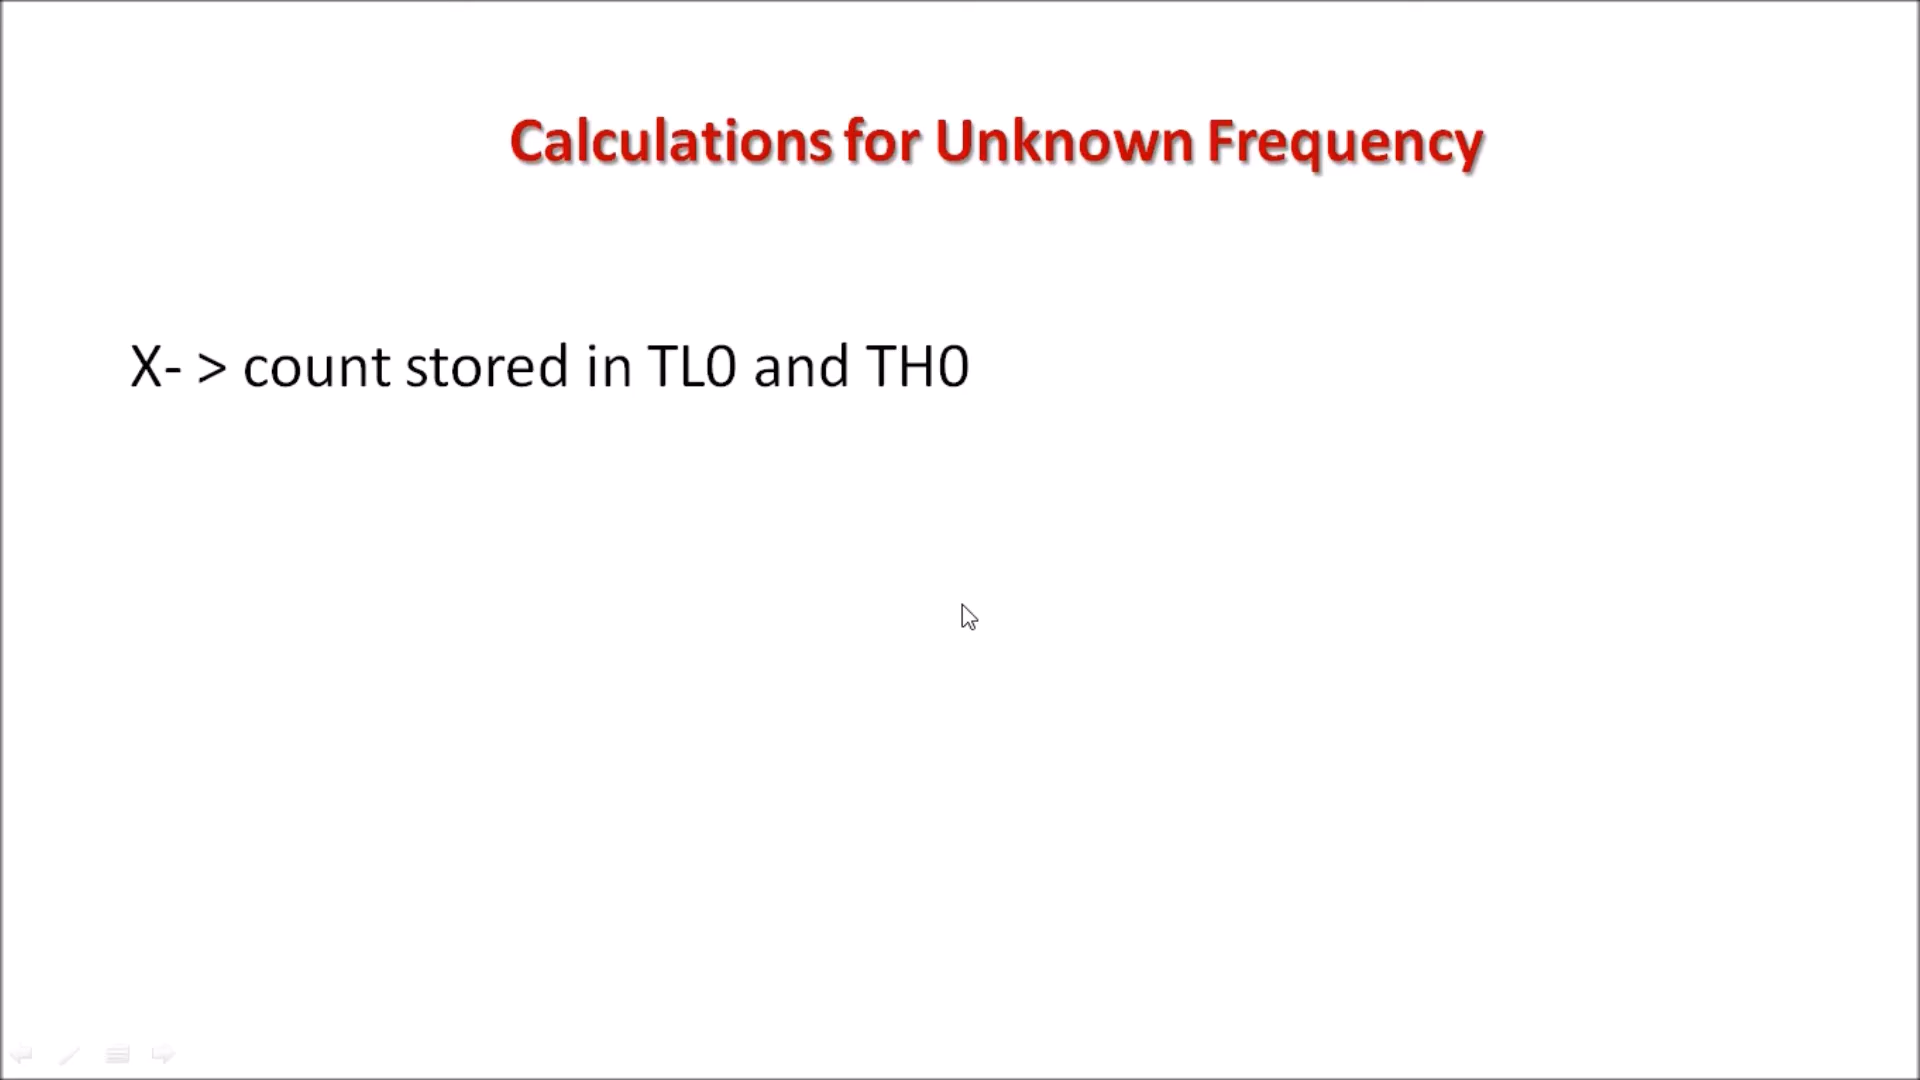 Calculations for Unknown Frequency
X- > count stored in TL0 and TH0